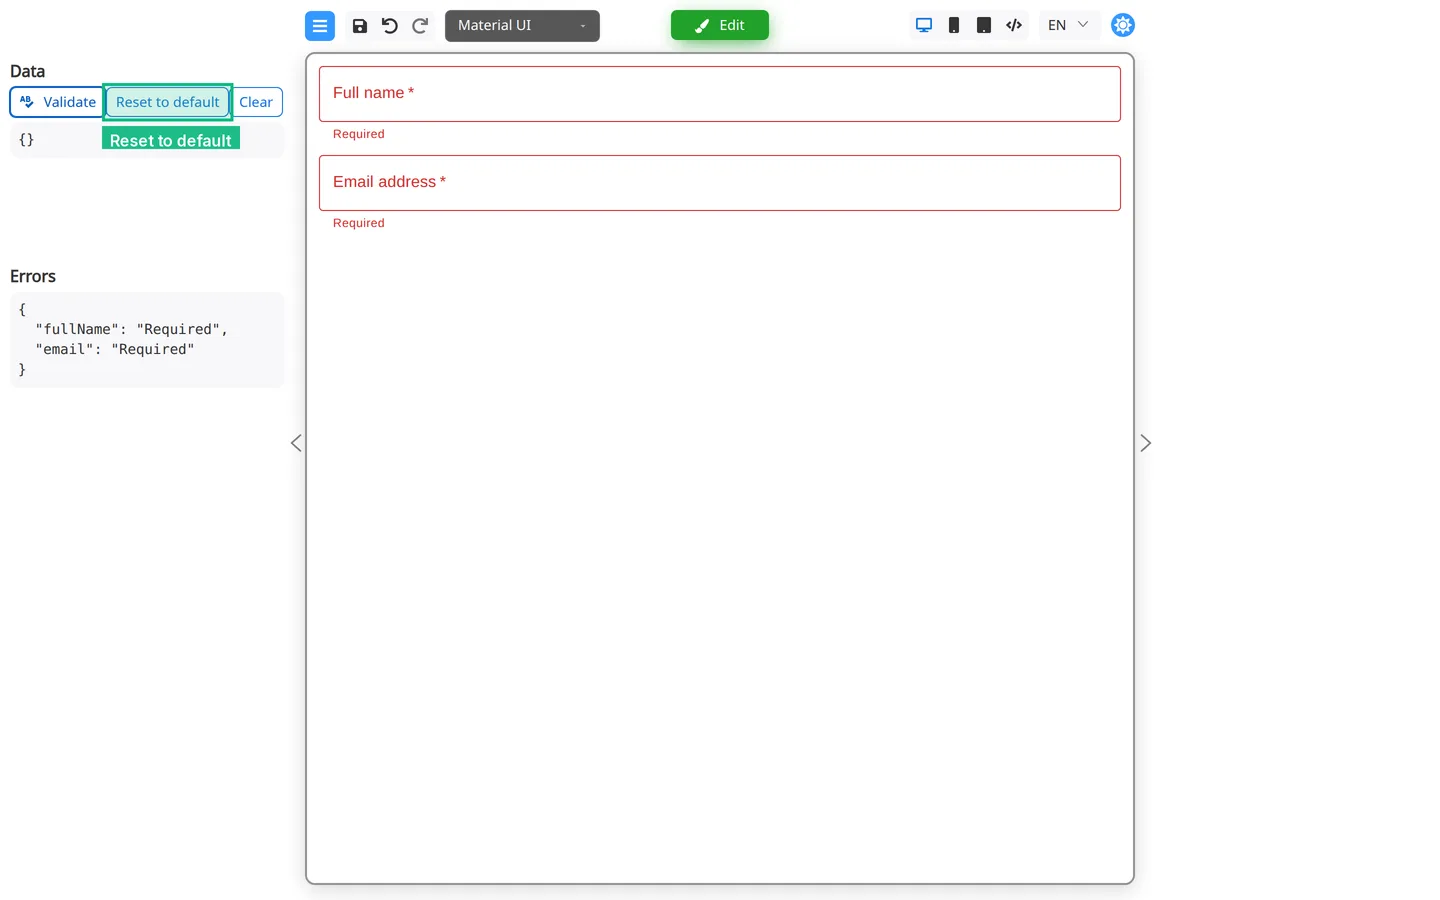 Material UI
Edit
EN
Data
AB Validate
Reset to default
Clear
{}
Reset to default
Errors
{
"fullName": "Required",
"email": "Required"
}
Full name *
Required
Email address *
Required